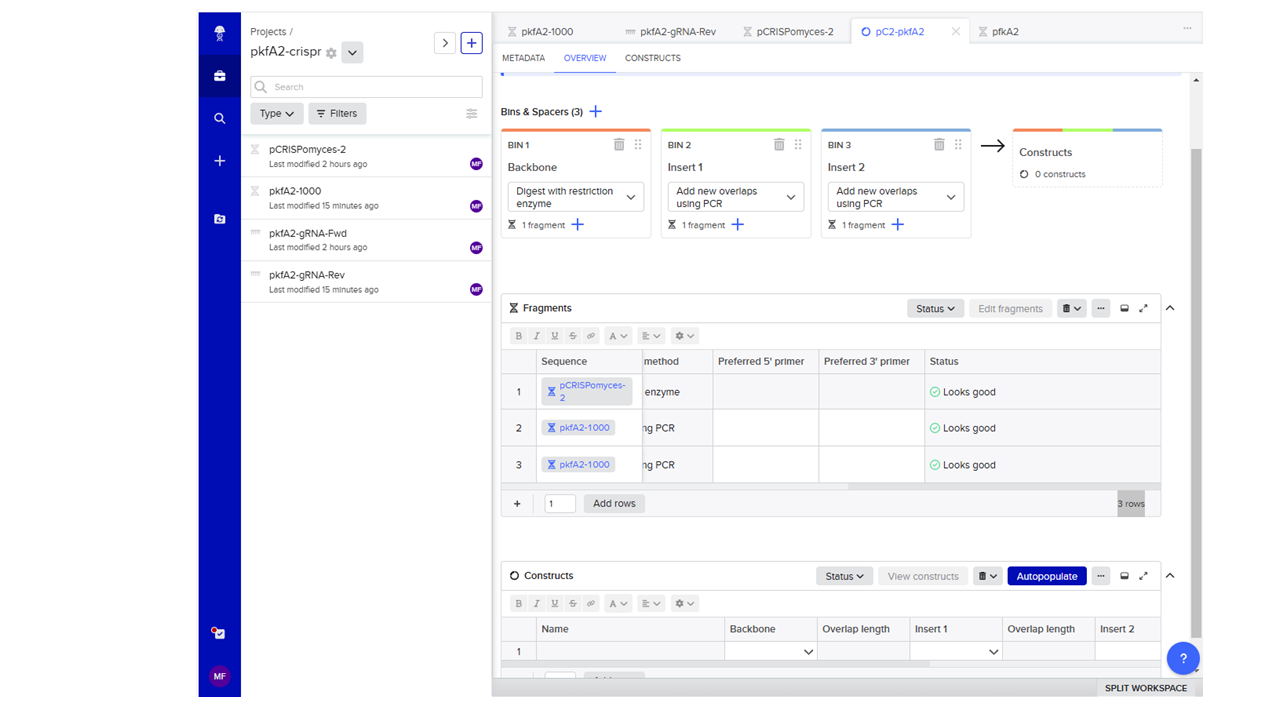 Projects /
pkfA2-crispr
Search
Type
Filters
pCRISPomyces-2
Last modified 2 hours ago
MF
pkfA2-1000
Last modified 15 minutes ago
MF
pkfA2-gRNA-Fwd
Last modified 2 hours ago
MF
pkfA2-gRNA-Rev
Last modified 15 minutes ago
MF
MF
pkfA2-1000
pkfA2-gRNA-Rev
pCRISPomyces-2
pC2-pkfA2
pfkA2
METADATA
OVERVIEW
CONSTRUCTS
Bins & Spacers (3)
BIN 1
Backbone
Digest with restriction
enzyme
1 fragment
BIN 2
Insert 1
Add new overlaps
using PCR
1 fragment
BIN 3
Insert 2
Add new overlaps
using PCR
1 fragment
Constructs
0 constructs
Fragments
Status
Edit fragments
B I U S A
Sequence method Preferred 5' primer Preferred 3' primer Status
1 pCRISPomyces-
2 enzyme Looks good
2 pkfA2-1000 ng PCR Looks good
3 pkfA2-1000 ng PCR Looks good
1 Add rows 3 rows
Constructs
Status
View constructs
Autopopulate
B I U S A
Name Backbone Overlap length Insert 1 Overlap length Insert 2
1
?
SPLIT WORKSPACE